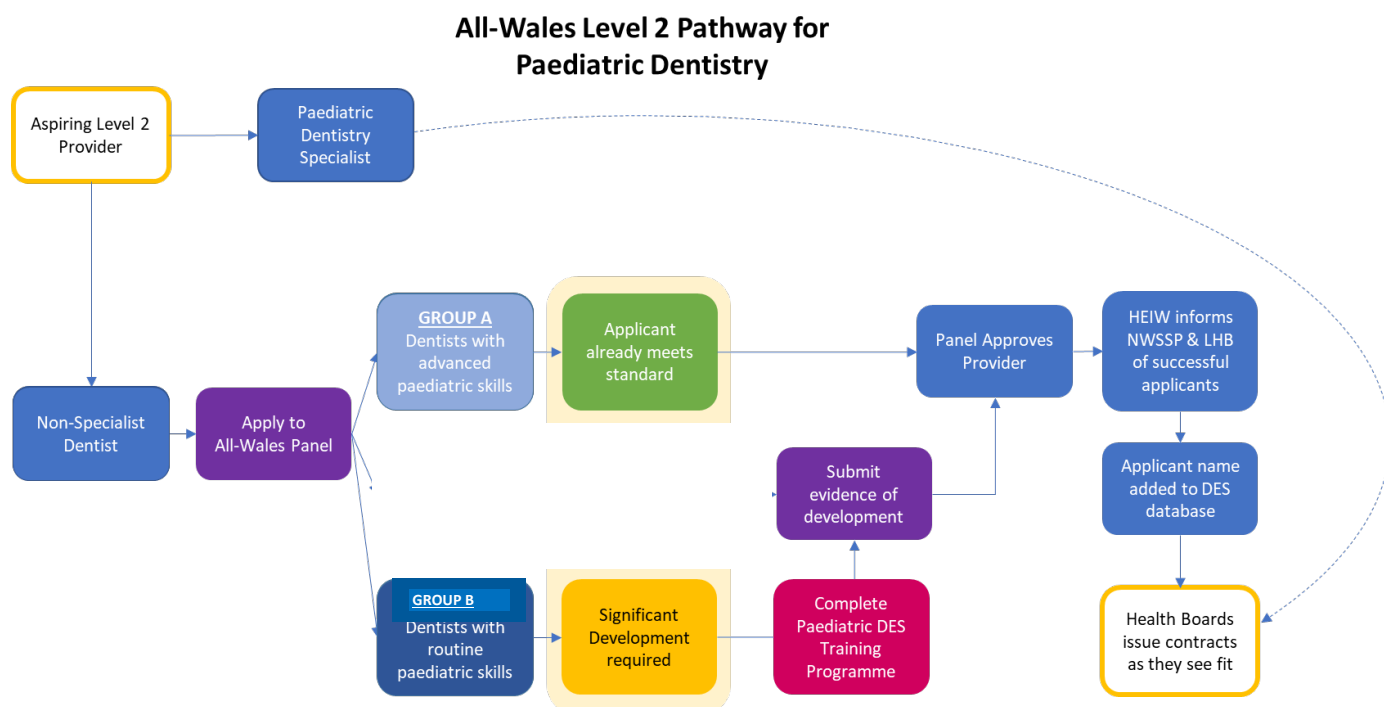 All-Wales Level 2 Pathway for
Paediatric Dentistry
Aspiring Level 2
Provider
Paediatric
Dentistry
Specialist
Non-Specialist
Dentist
Apply to
All-Wales Panel
GROUP A
Dentists with
advanced
paediatric skills
Applicant
already meets
standard
Panel Approves
Provider
HEIW informs
NWSSP & LHB
of successful
applicants
Submit
evidence of
development
Applicant name
added to DES
database
GROUP B
Dentists with
routine
paediatric skills
Significant
Development
required
Complete
Paediatric DES
Training
Programme
Health Boards
issue contracts
as they see fit